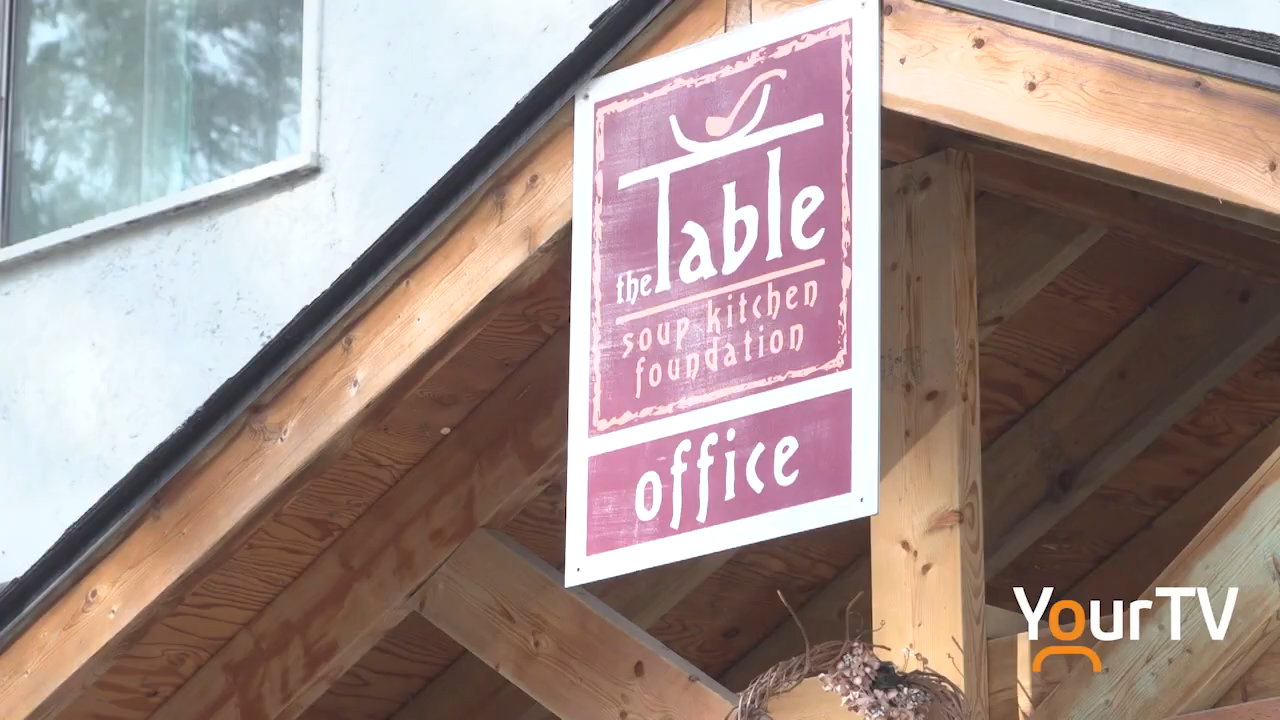 the Table
soup kitchen
foundation
office
YourTV